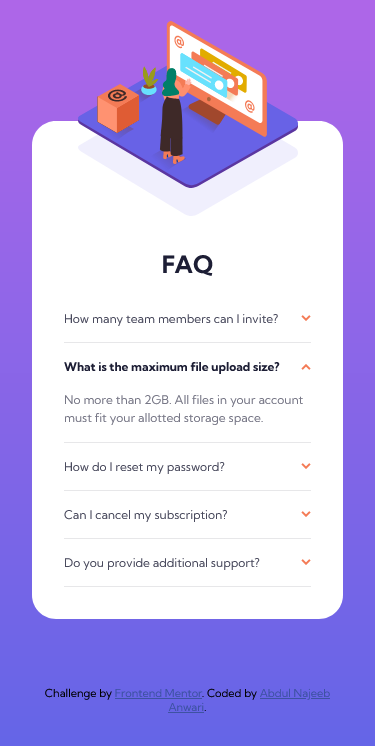 @
@
@
FAQ
How many team members can I invite?
What is the maximum file upload size?
No more than 2GB. All files in your account
must fit your allotted storage space.
How do I reset my password?
Can I cancel my subscription?
Do you provide additional support?
Challenge by Frontend Mentor. Coded by Abdul Najeeb
Anwari.